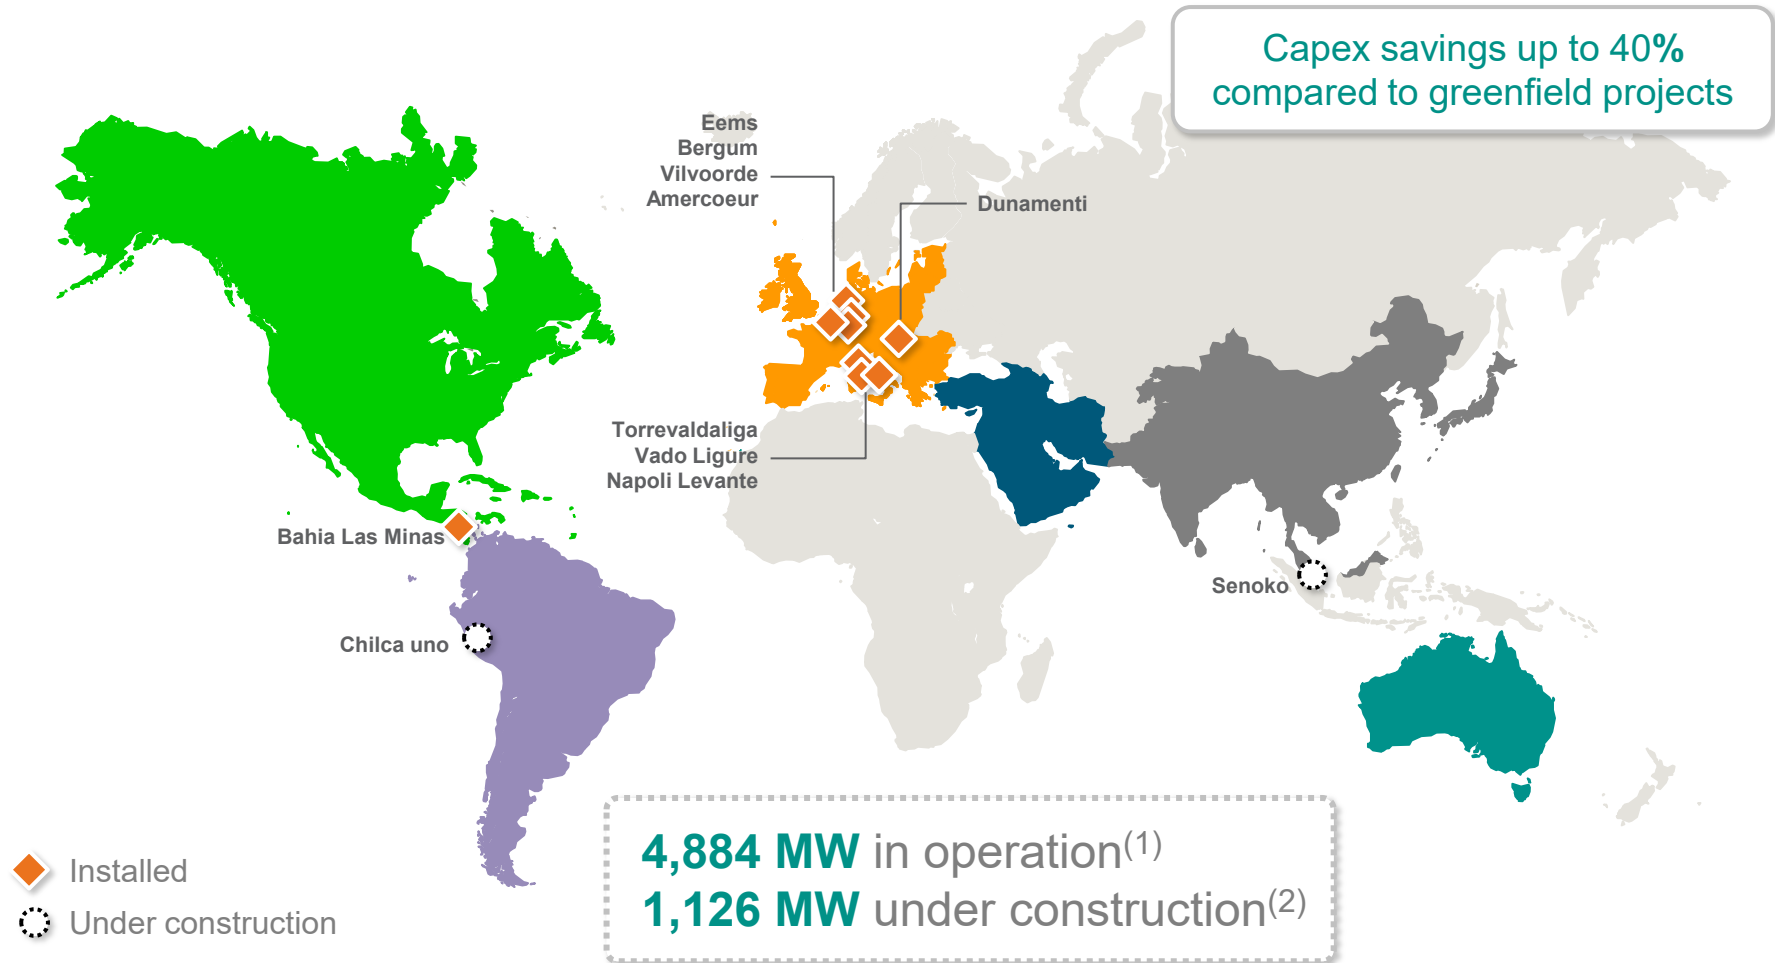 Capex savings up to 40%
compared to greenfield projects
Eems
Bergum
Vilvoorde
Amercoeur
Dunamenti
Torrevaldaliga
Vado Ligure
Napoli Levante
Bahia Las Minas
Senoko
Chilca uno
4,884 MW in operation(1)
1,126 MW under construction(2)
Installed
Under construction